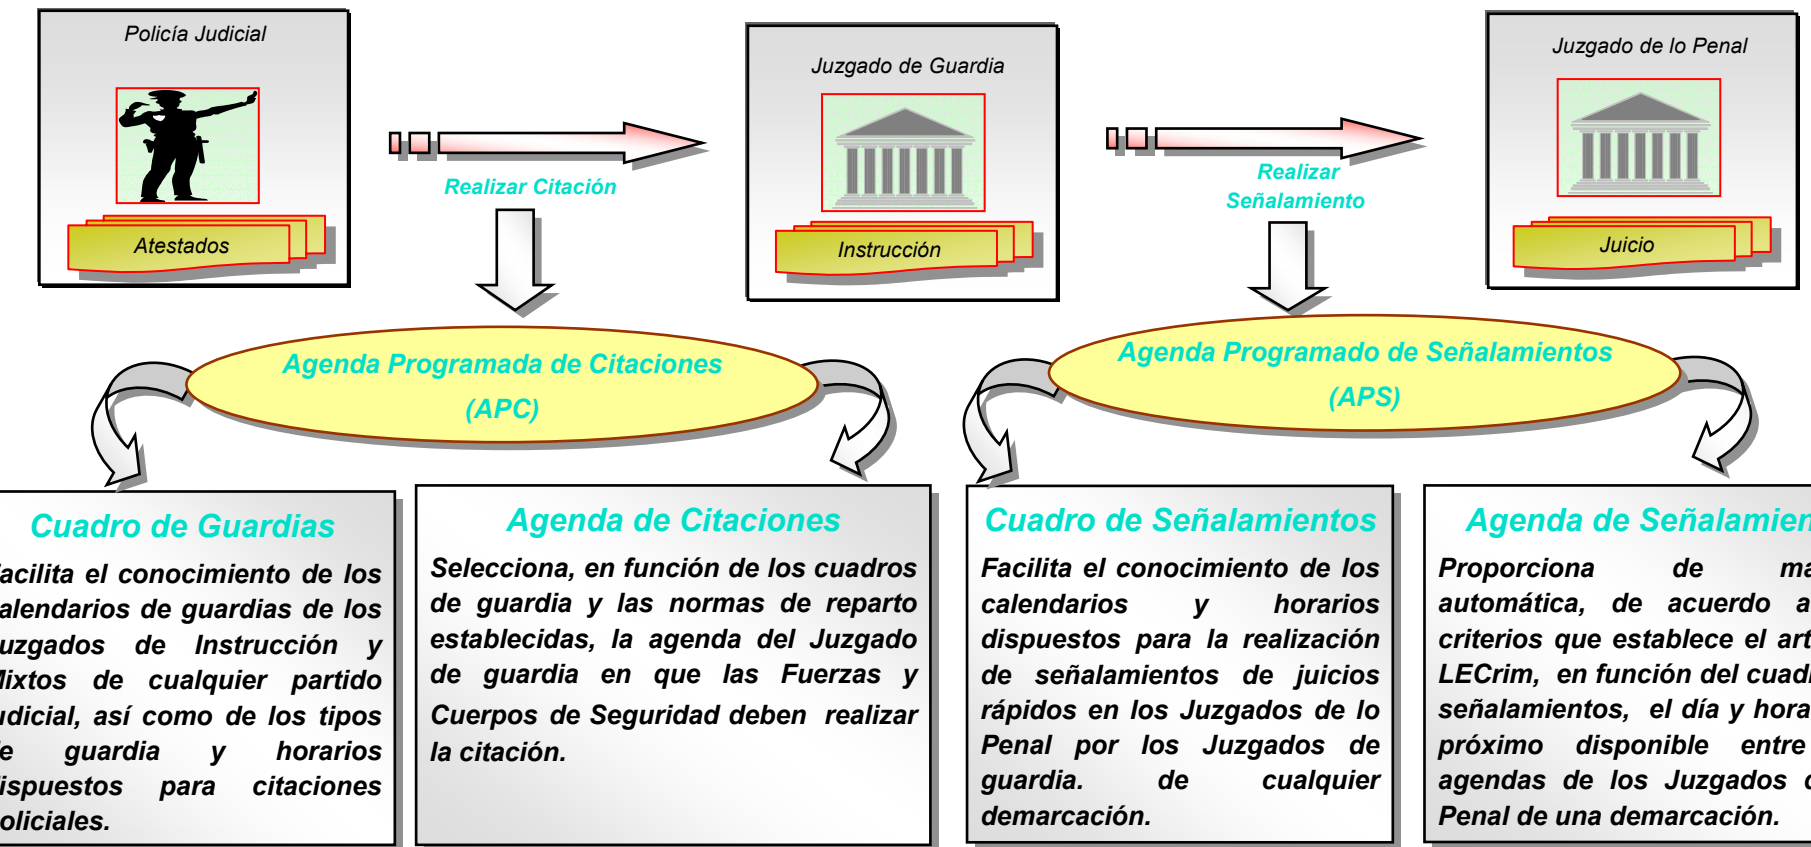 Policía Judicial
Atestados
Realizar Citación
Juzgado de Guardia
Instrucción
Realizar
Señalamiento
Juzgado de lo Penal
Juicio
Agenda Programada de Citaciones
(APC)
Agenda Programado de Señalamientos
(APS)
Cuadro de Guardias
acilita el conocimiento de los
alendarios de guardias de los
uzgados de Instrucción y
Mixtos de cualquier partido
udicial, así como de los tipos
e guardia y horarios
ispuestos para citaciones
oliciales.
Agenda de Citaciones
Selecciona, en función de los cuadros
de guardia y las normas de reparto
establecidas, la agenda del Juzgado
de guardia en que las Fuerzas y
Cuerpos de Seguridad deben realizar
la citación.
Cuadro de Señalamientos
Facilita el conocimiento de los
calendarios y horarios
dispuestos para la realización
de señalamientos de juicios
rápidos en los Juzgados de lo
Penal por los Juzgados de
guardia. de cualquier
demarcación.
Agenda de Señalamien
Proporciona de ma
automática, de acuerdo a
criterios que establece el art
LECrim, en función del cuad
señalamientos, el día y hora
próximo disponible entre
agendas de los Juzgados d
Penal de una demarcación.